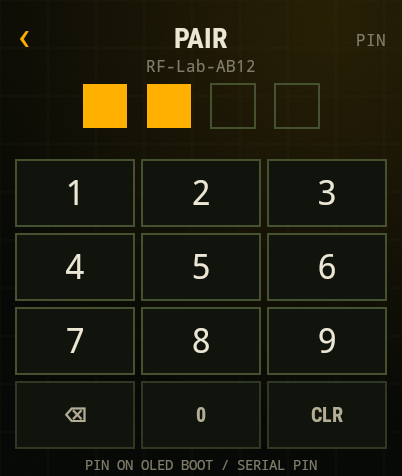 ‹ PAIR PIN
RF-Lab-AB12
1 2 3
4 5 6
7 8 9
⌫ 0 CLR
PIN ON OLED BOOT / SERIAL PIN